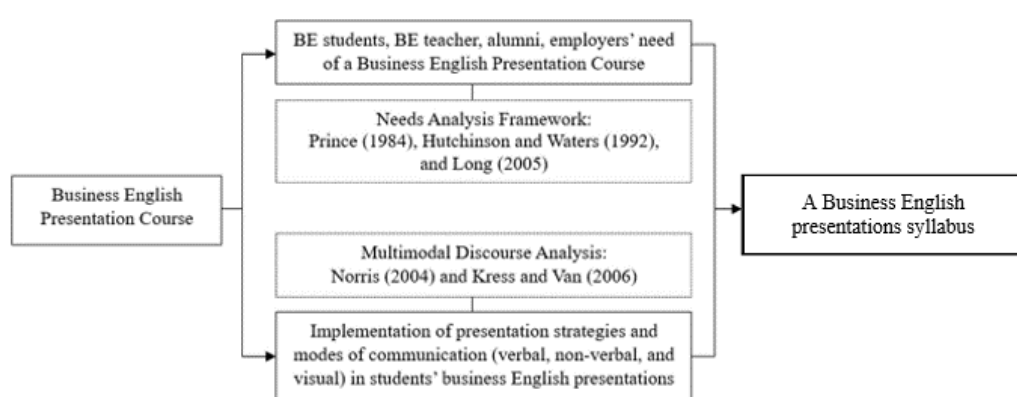 BE students, BE teacher, alumni, employers' need
of a Business English Presentation Course
Needs Analysis Framework:
Prince (1984), Hutchinson and Waters (1992),
and Long (2005)
Business English
Presentation Course
A Business English
presentations syllabus
Multimodal Discourse Analysis:
Norris (2004) and Kress and Van (2006)
Implementation of presentation strategies and
modes of communication (verbal, non-verbal, and
visual) in students' business English presentations